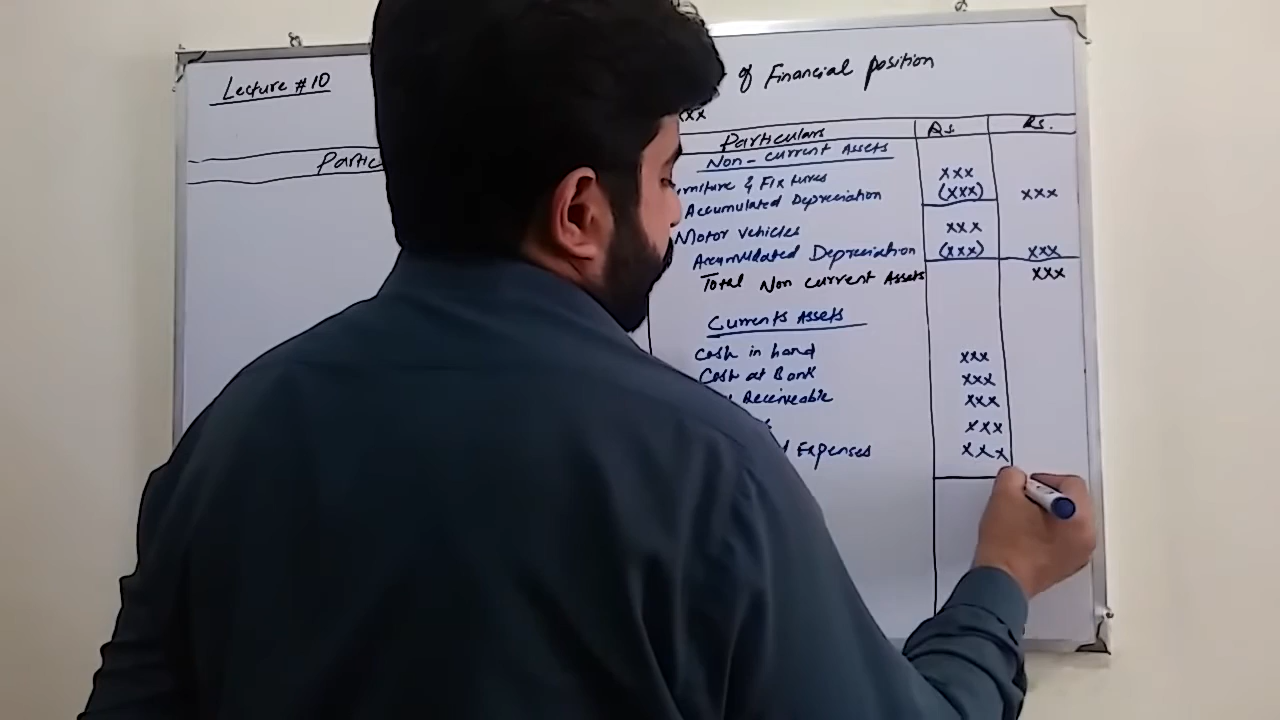 Lecture #10
of Financial position
xxx
Particulars Rs. Rs.
Non-current Assets
Fixtures xxx
& Accumulated Depreciation (xxx) xxx
Motor vehicles xxx
Accumulated Depreciation (xxx) xxx
Total Non current Assets xxx
Currents Assets
Cash in hand xxx
Cash at Bank xxx
Receiveable xxx
xxx
Expenses xxx